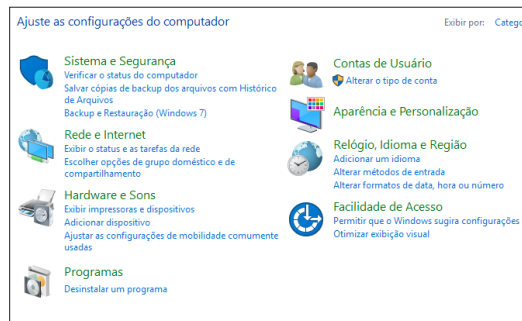 Ajuste as configurações do computador
Exibir por:
Sistema e Segurança
Verificar o status do computador
Salvar cópias de backup dos arquivos com Histórico
de Arquivos
Backup e Restauração (Windows 7)
Rede e Internet
Exibir o status e as tarefas da rede
Escolher opções de grupo doméstico e de
compartilhamento
Hardware e Sons
Exibir impressoras e dispositivos
Adicionar dispositivo
Ajustar as configurações de mobilidade comumente
usadas
Programas
Desinstalar um programa
Contas de Usuário
Alterar o tipo de conta
Aparência e Personalização
Relógio, Idioma e Região
Adicionar um idioma
Alterar métodos de entrada
Alterar formatos de data, hora ou número
Facilidade de Acesso
Permitir que o Windows sugira configurações
Otimizar exibição visual